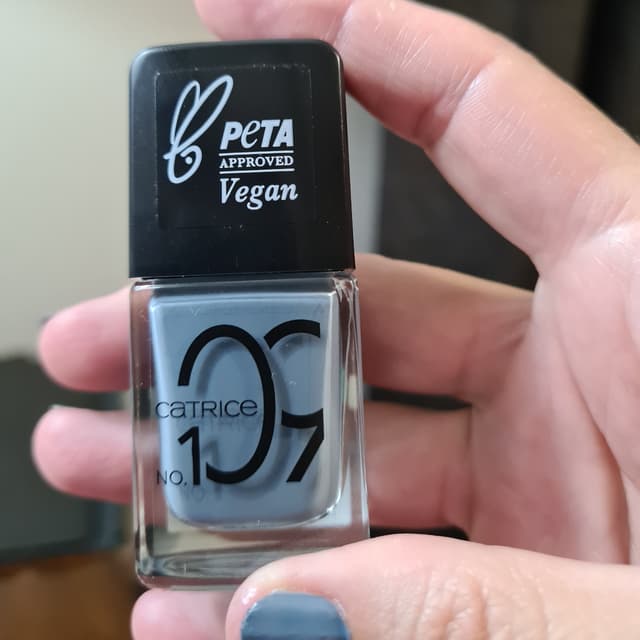 PeTA
APPROVED
Vegan
CATRICE
NO.109